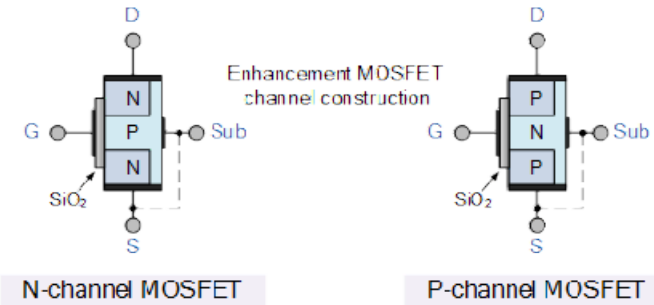 D
D
Enhancement MOSFET
channel construction
N
P
G
P
Sub
G
N
Sub
N
P
SiO₂
SiO₂
S
S
N-channel MOSFET
P-channel MOSFET